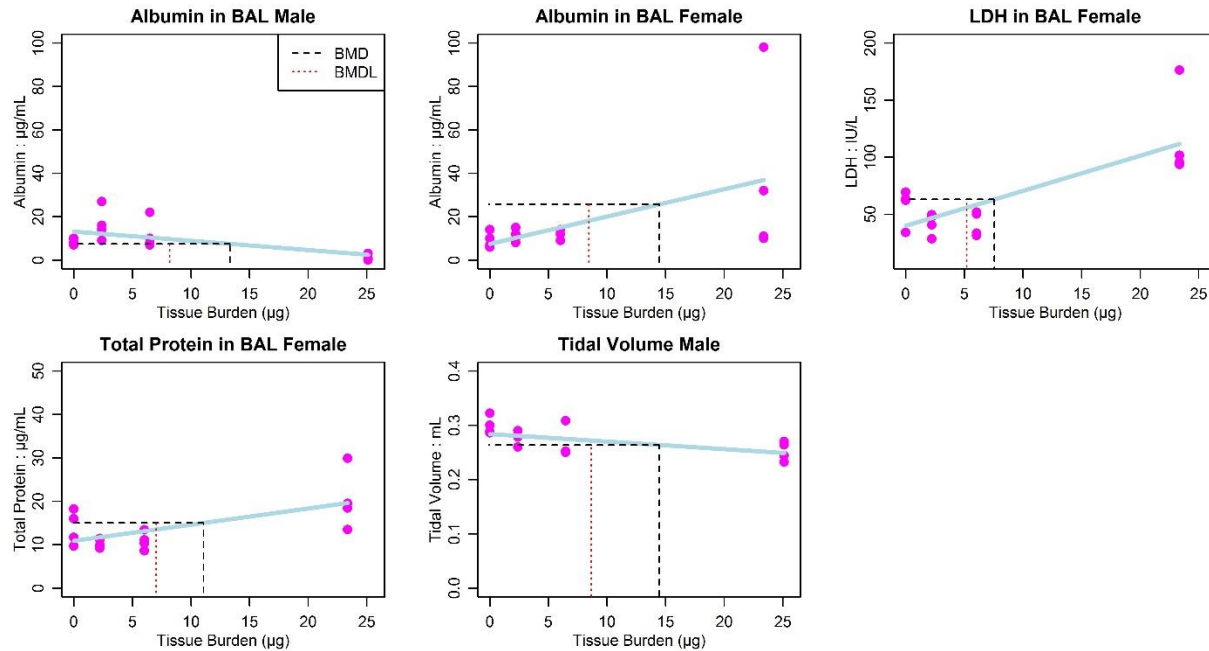 Albumin in BAL Male
Albumin : µg/mL
100
80
60
40
20
0
BMD
BMDL
0 5 10 15 20 25
Tissue Burden (µg)
Albumin in BAL Female
Albumin : µg/mL
100
80
60
40
20
0
0 5 10 15 20 25
Tissue Burden (µg)
LDH in BAL Female
LDH : IU/L
200
150
100
50
0 5 10 15 20 25
Tissue Burden (µg)
Total Protein in BAL Female
Total Protein : µg/mL
50
40
30
20
10
0
0 5 10 15 20 25
Tissue Burden (µg)
Tidal Volume Male
Tidal Volume : mL
0.4
0.3
0.2
0.1
0.0
0 5 10 15 20 25
Tissue Burden (µg)